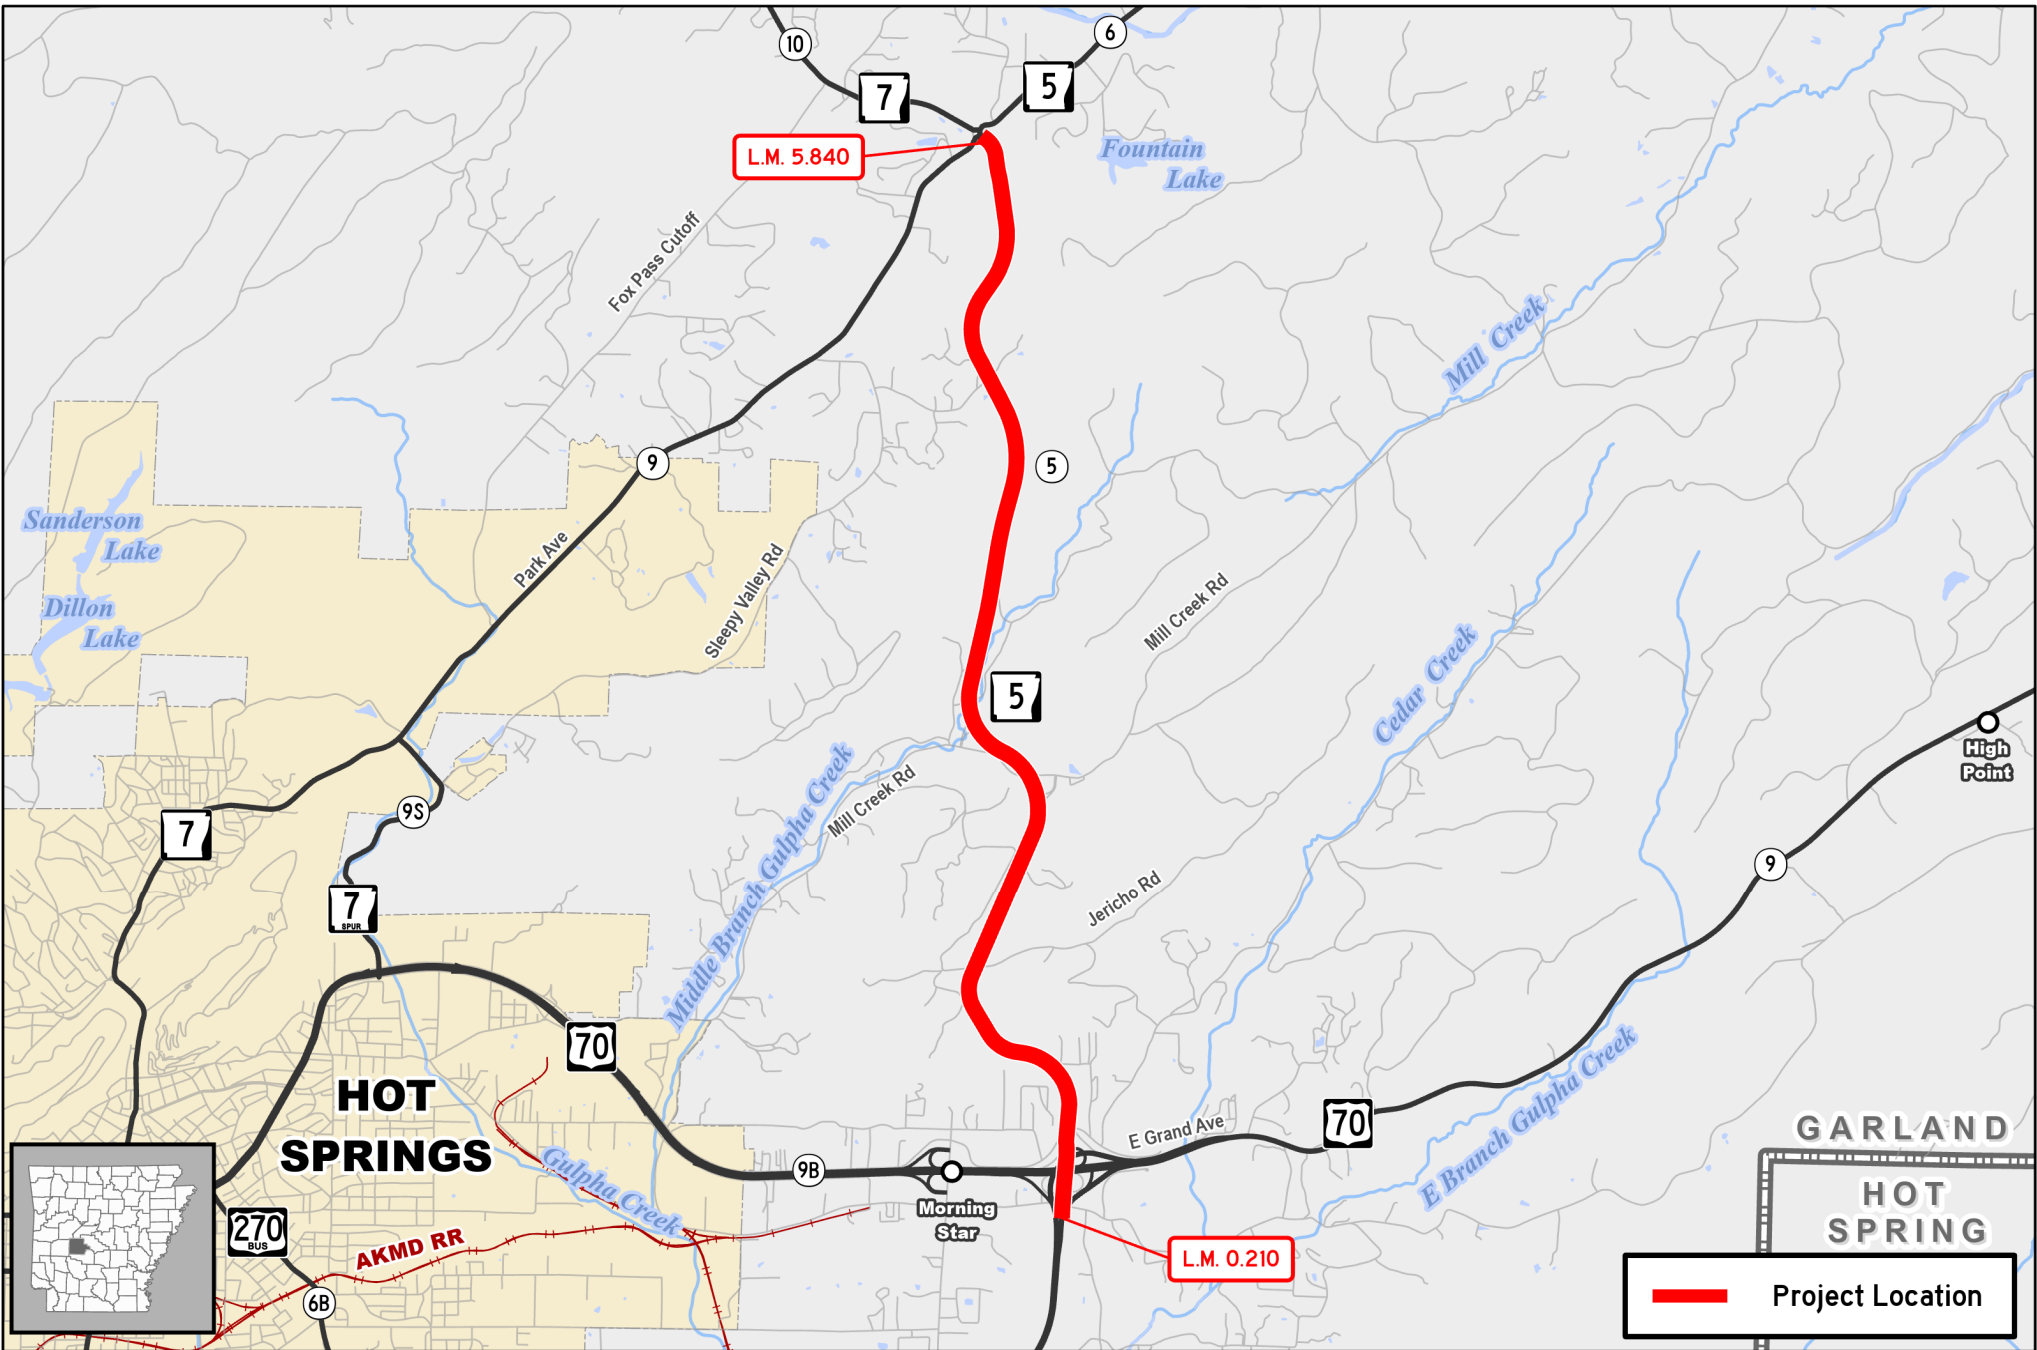 10
6
7
5
L.M. 5.840
Fountain
Lake
Fox Pass Cutoff
Mill Creek
9
5
Sanderson
Lake
Park Ave
Sleepy Valley Rd
Dillon
Lake
Mill Creek Rd
Cedar Creek
5
High
Point
Middle Branch Gulpha Creek
Mill Creek Rd
9S
7
9
7
SPUR
Jericho Rd
70
HOT
SPRINGS
E Grand Ave
70
E Branch Gulpha Creek
GARLAND
HOT
SPRING
9B
Morning
Star
Gulpha Creek
270
BUS
AKMD RR
L.M. 0.210
6B
Project Location